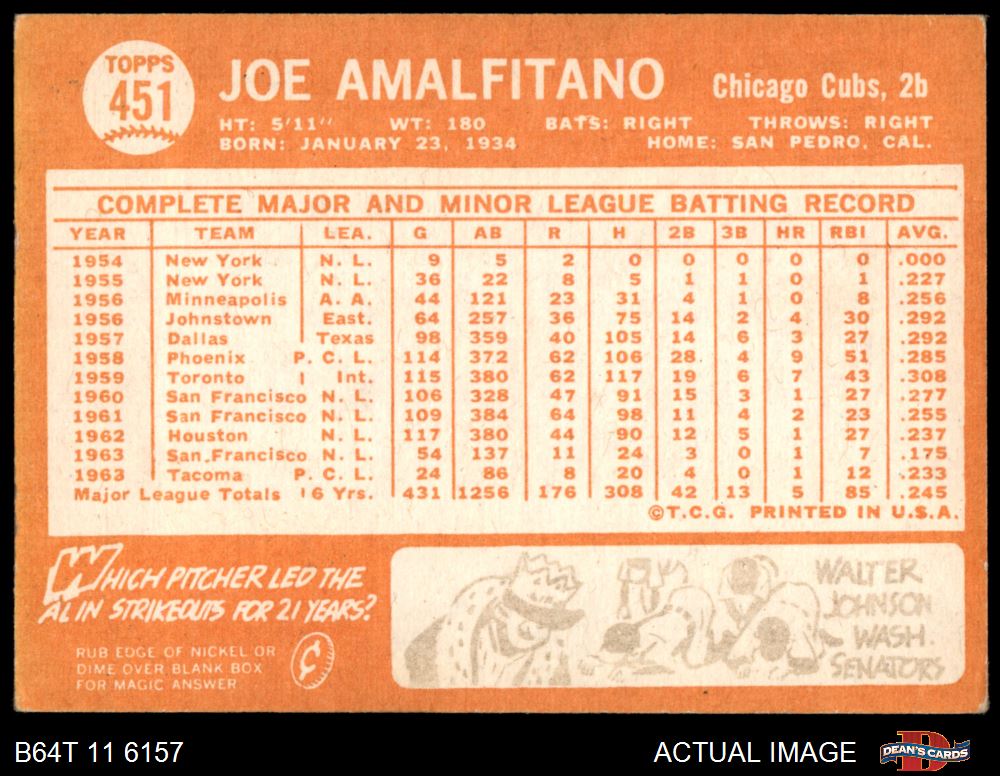 TOPPS
451
JOE AMALFITANO Chicago Cubs, 2b
HT: 5'11" WT: 180 BATS: RIGHT THROWS: RIGHT
BORN: JANUARY 23, 1934 HOME: SAN PEDRO, CAL.
COMPLETE MAJOR AND MINOR LEAGUE BATTING RECORD
YEAR TEAM LEA. G AB R H 2B 3B HR RBI AVG.
1954 New York N. L. 9 5 2 0 0 0 0 0 .000
1955 New York N. L. 36 22 8 5 1 1 0 1 .227
1956 Minneapolis A. A. 44 121 23 31 4 1 0 8 .256
1956 Johnstown East. 64 257 36 75 14 2 4 30 .292
1957 Dallas Texas 98 359 40 105 14 6 3 27 .292
1958 Phoenix P. C. L. 114 372 62 106 28 4 9 51 .285
1959 Toronto Int. 115 380 62 117 19 6 7 43 .308
1960 San Francisco N. L. 106 328 47 91 15 3 1 27 .277
1961 San Francisco N. L. 109 384 64 98 11 4 2 23 .255
1962 Houston N. L. 117 380 44 90 12 5 1 27 .237
1963 San Francisco N. L. 54 137 11 24 3 0 1 7 .175
1963 Tacoma P. C. L. 24 86 8 20 4 0 1 12 .233
Major League Totals 6 Yrs. 431 1256 176 308 42 13 5 85 .245
©T.C.G. PRINTED IN U.S.A.
WHICH PITCHER LED THE
AL IN STRIKEOUTS FOR 21 YEARS?
RUB EDGE OF NICKEL OR
DIME OVER BLANK BOX
FOR MAGIC ANSWER
¢
WALTER
JOHNSON
WASH.
SENATORS
B64T 11 6157 ACTUAL IMAGE DEAN'S CARDS